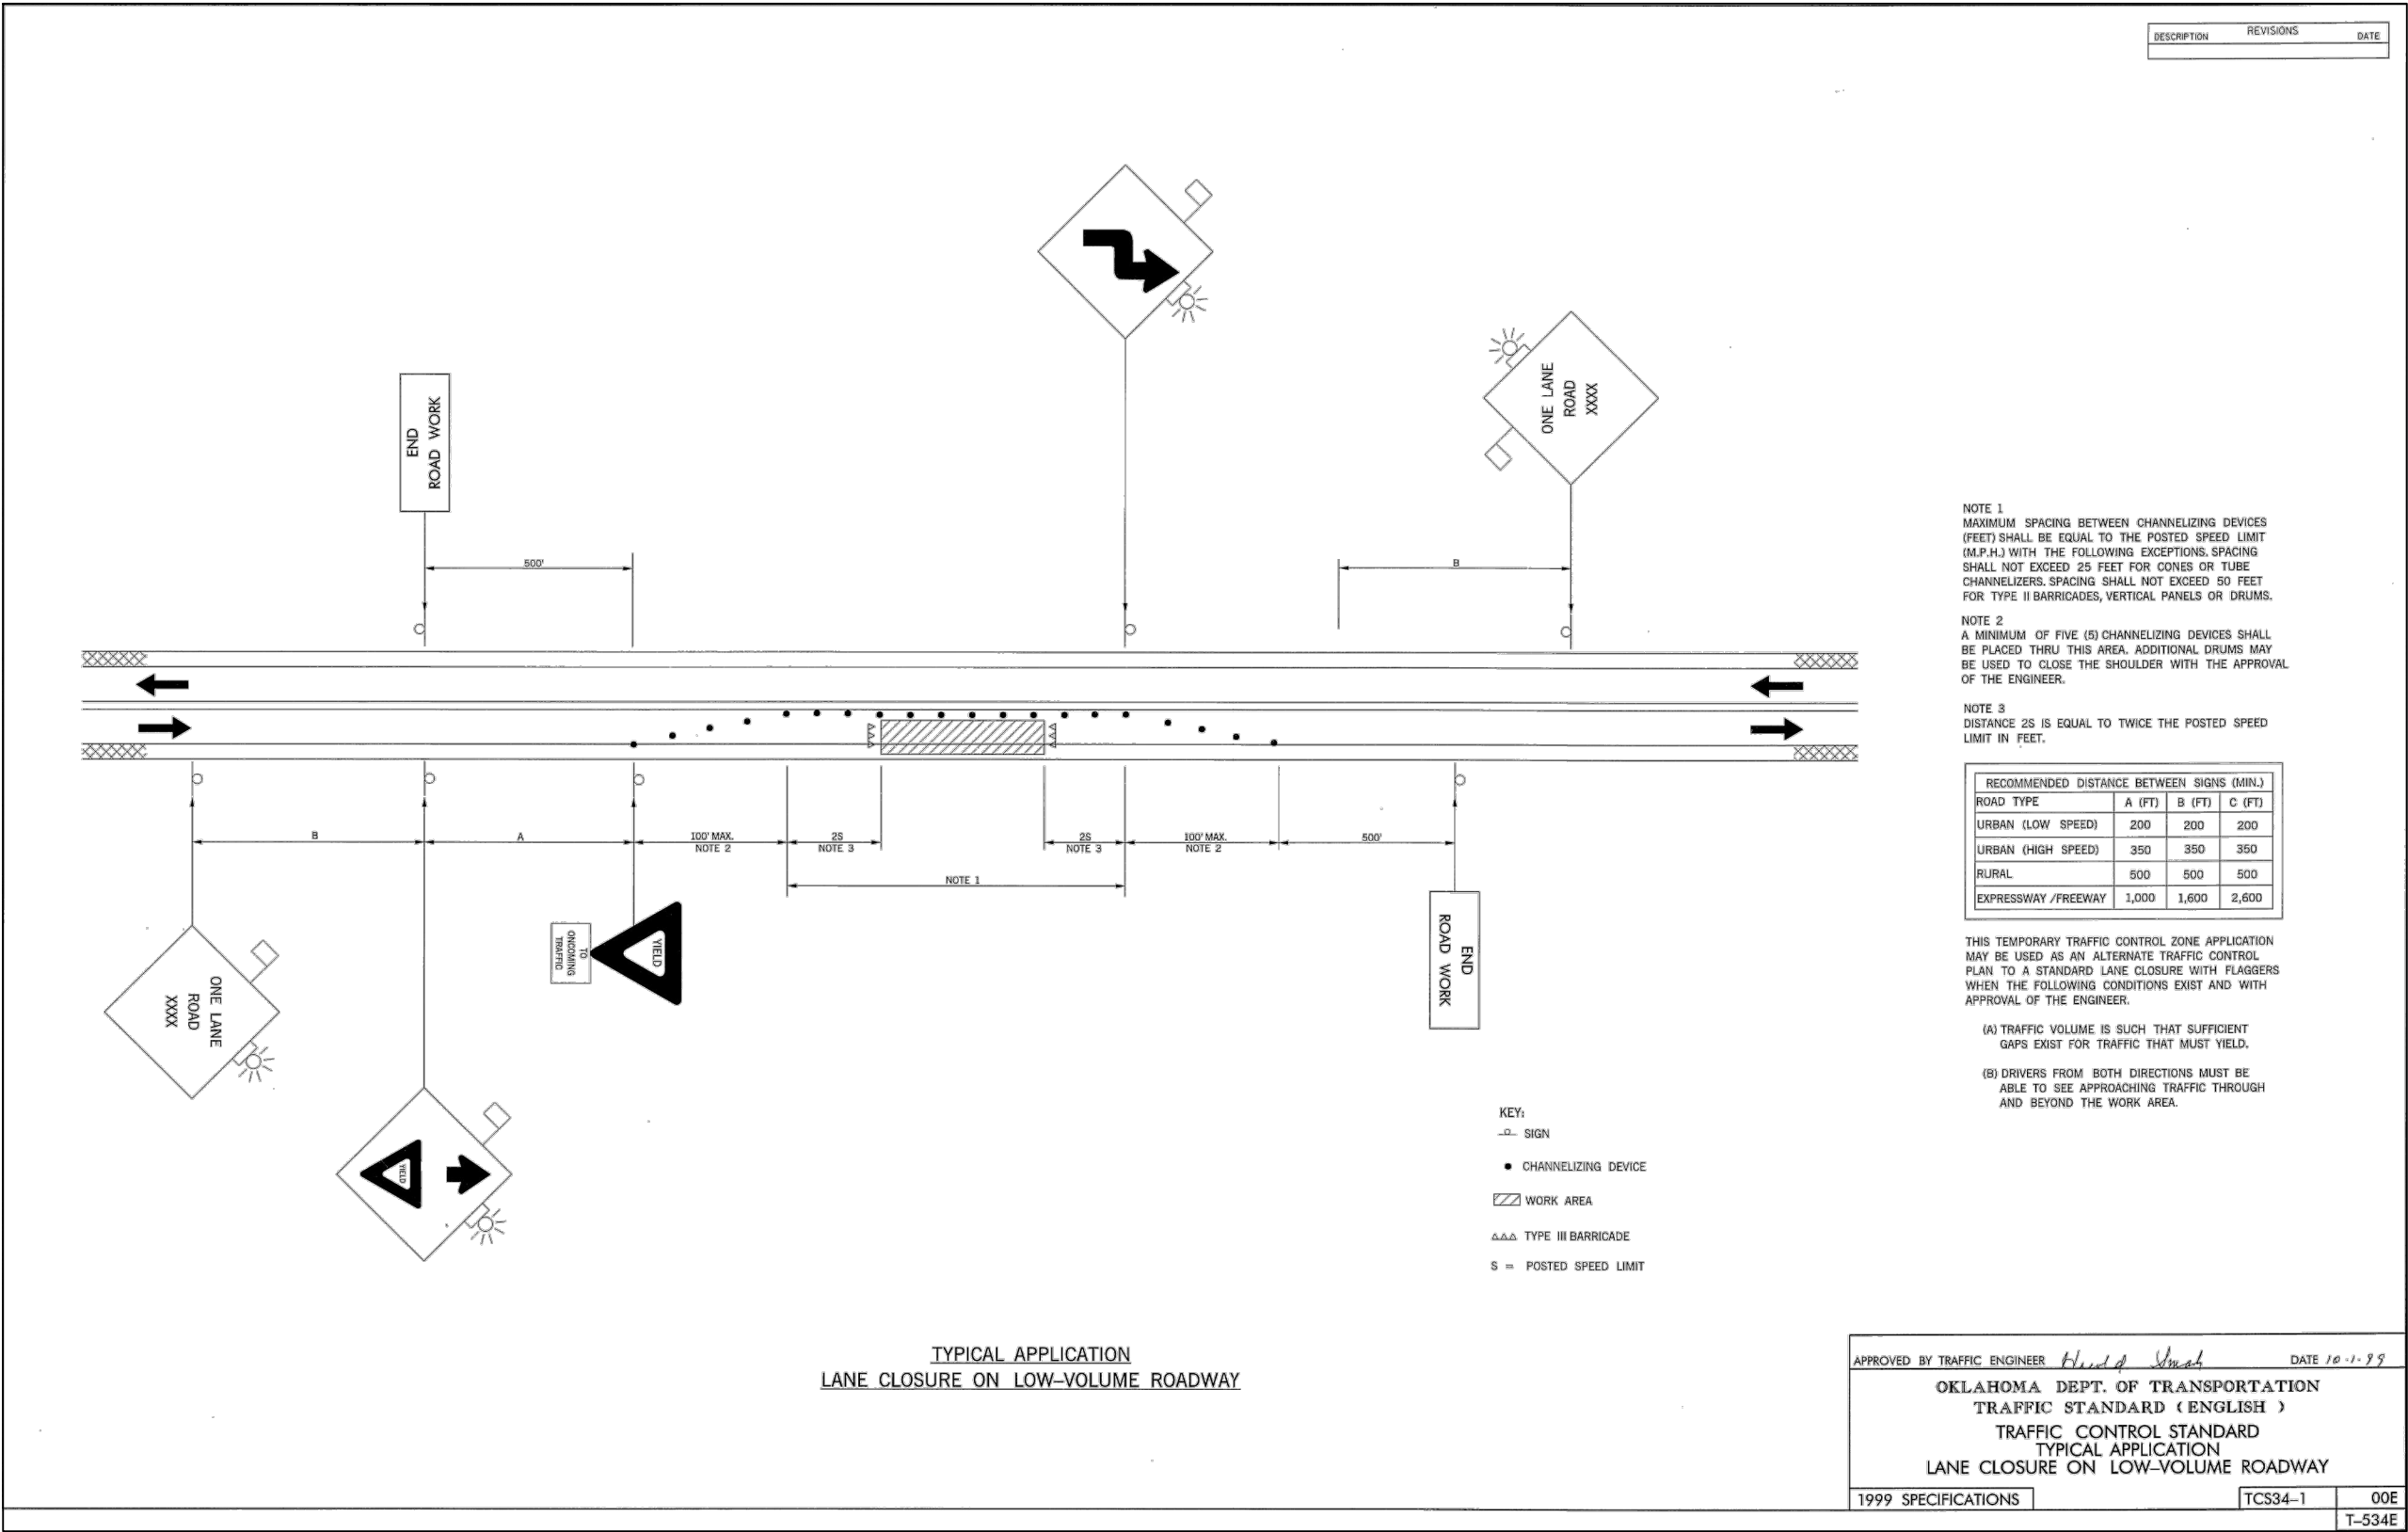 REVISIONS
DESCRIPTION DATE
END
ROAD WORK
ONE LANE
ROAD
XXXX
500'
B
B
A
100' MAX.
NOTE 2
2S
NOTE 3
2S
NOTE 3
100' MAX.
NOTE 2
500'
NOTE 1
ONE LANE
ROAD
XXXX
TO
ONCOMING
TRAFFIC
YIELD
END
ROAD WORK
YIELD
NOTE 1
MAXIMUM SPACING BETWEEN CHANNELIZING DEVICES
(FEET) SHALL BE EQUAL TO THE POSTED SPEED LIMIT
(M.P.H.) WITH THE FOLLOWING EXCEPTIONS. SPACING
SHALL NOT EXCEED 25 FEET FOR CONES OR TUBE
CHANNELIZERS. SPACING SHALL NOT EXCEED 50 FEET
FOR TYPE II BARRICADES, VERTICAL PANELS OR DRUMS.
NOTE 2
A MINIMUM OF FIVE (5) CHANNELIZING DEVICES SHALL
BE PLACED THRU THIS AREA. ADDITIONAL DRUMS MAY
BE USED TO CLOSE THE SHOULDER WITH THE APPROVAL
OF THE ENGINEER.
NOTE 3
DISTANCE 2S IS EQUAL TO TWICE THE POSTED SPEED
LIMIT IN FEET.
RECOMMENDED DISTANCE BETWEEN SIGNS (MIN.)
ROAD TYPE A (FT) B (FT) C (FT)
URBAN (LOW SPEED) 200 200 200
URBAN (HIGH SPEED) 350 350 350
RURAL 500 500 500
EXPRESSWAY /FREEWAY 1,000 1,600 2,600
THIS TEMPORARY TRAFFIC CONTROL ZONE APPLICATION
MAY BE USED AS AN ALTERNATE TRAFFIC CONTROL
PLAN TO A STANDARD LANE CLOSURE WITH FLAGGERS
WHEN THE FOLLOWING CONDITIONS EXIST AND WITH
APPROVAL OF THE ENGINEER.
(A) TRAFFIC VOLUME IS SUCH THAT SUFFICIENT
GAPS EXIST FOR TRAFFIC THAT MUST YIELD.
(B) DRIVERS FROM BOTH DIRECTIONS MUST BE
ABLE TO SEE APPROACHING TRAFFIC THROUGH
AND BEYOND THE WORK AREA.
KEY:
SIGN
CHANNELIZING DEVICE
WORK AREA
TYPE III BARRICADE
S = POSTED SPEED LIMIT
TYPICAL APPLICATION
LANE CLOSURE ON LOW–VOLUME ROADWAY
APPROVED BY TRAFFIC ENGINEER DATE 10-1-99
OKLAHOMA DEPT. OF TRANSPORTATION
TRAFFIC STANDARD ( ENGLISH )
TRAFFIC CONTROL STANDARD
TYPICAL APPLICATION
LANE CLOSURE ON LOW–VOLUME ROADWAY
1999 SPECIFICATIONS TCS34–1 00E
T–534E